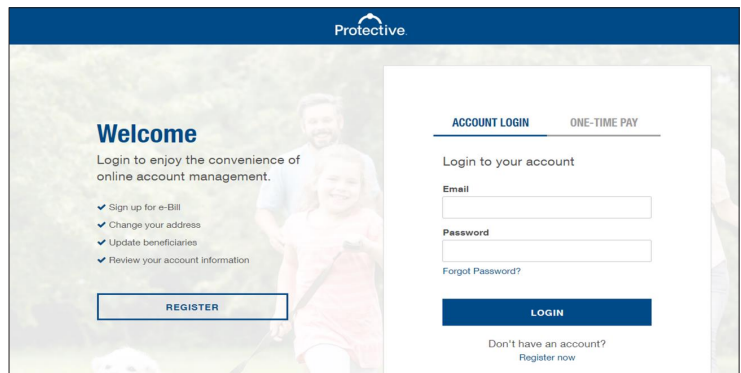 Protective.
Welcome
Login to enjoy the convenience of
online account management.
✔ Sign up for e-Bill
✔ Change your address
✔ Update beneficiaries
✔ Review your account information
REGISTER
ACCOUNT LOGIN ONE-TIME PAY
Login to your account
Email
Password
Forgot Password?
LOGIN
Don't have an account?
Register now